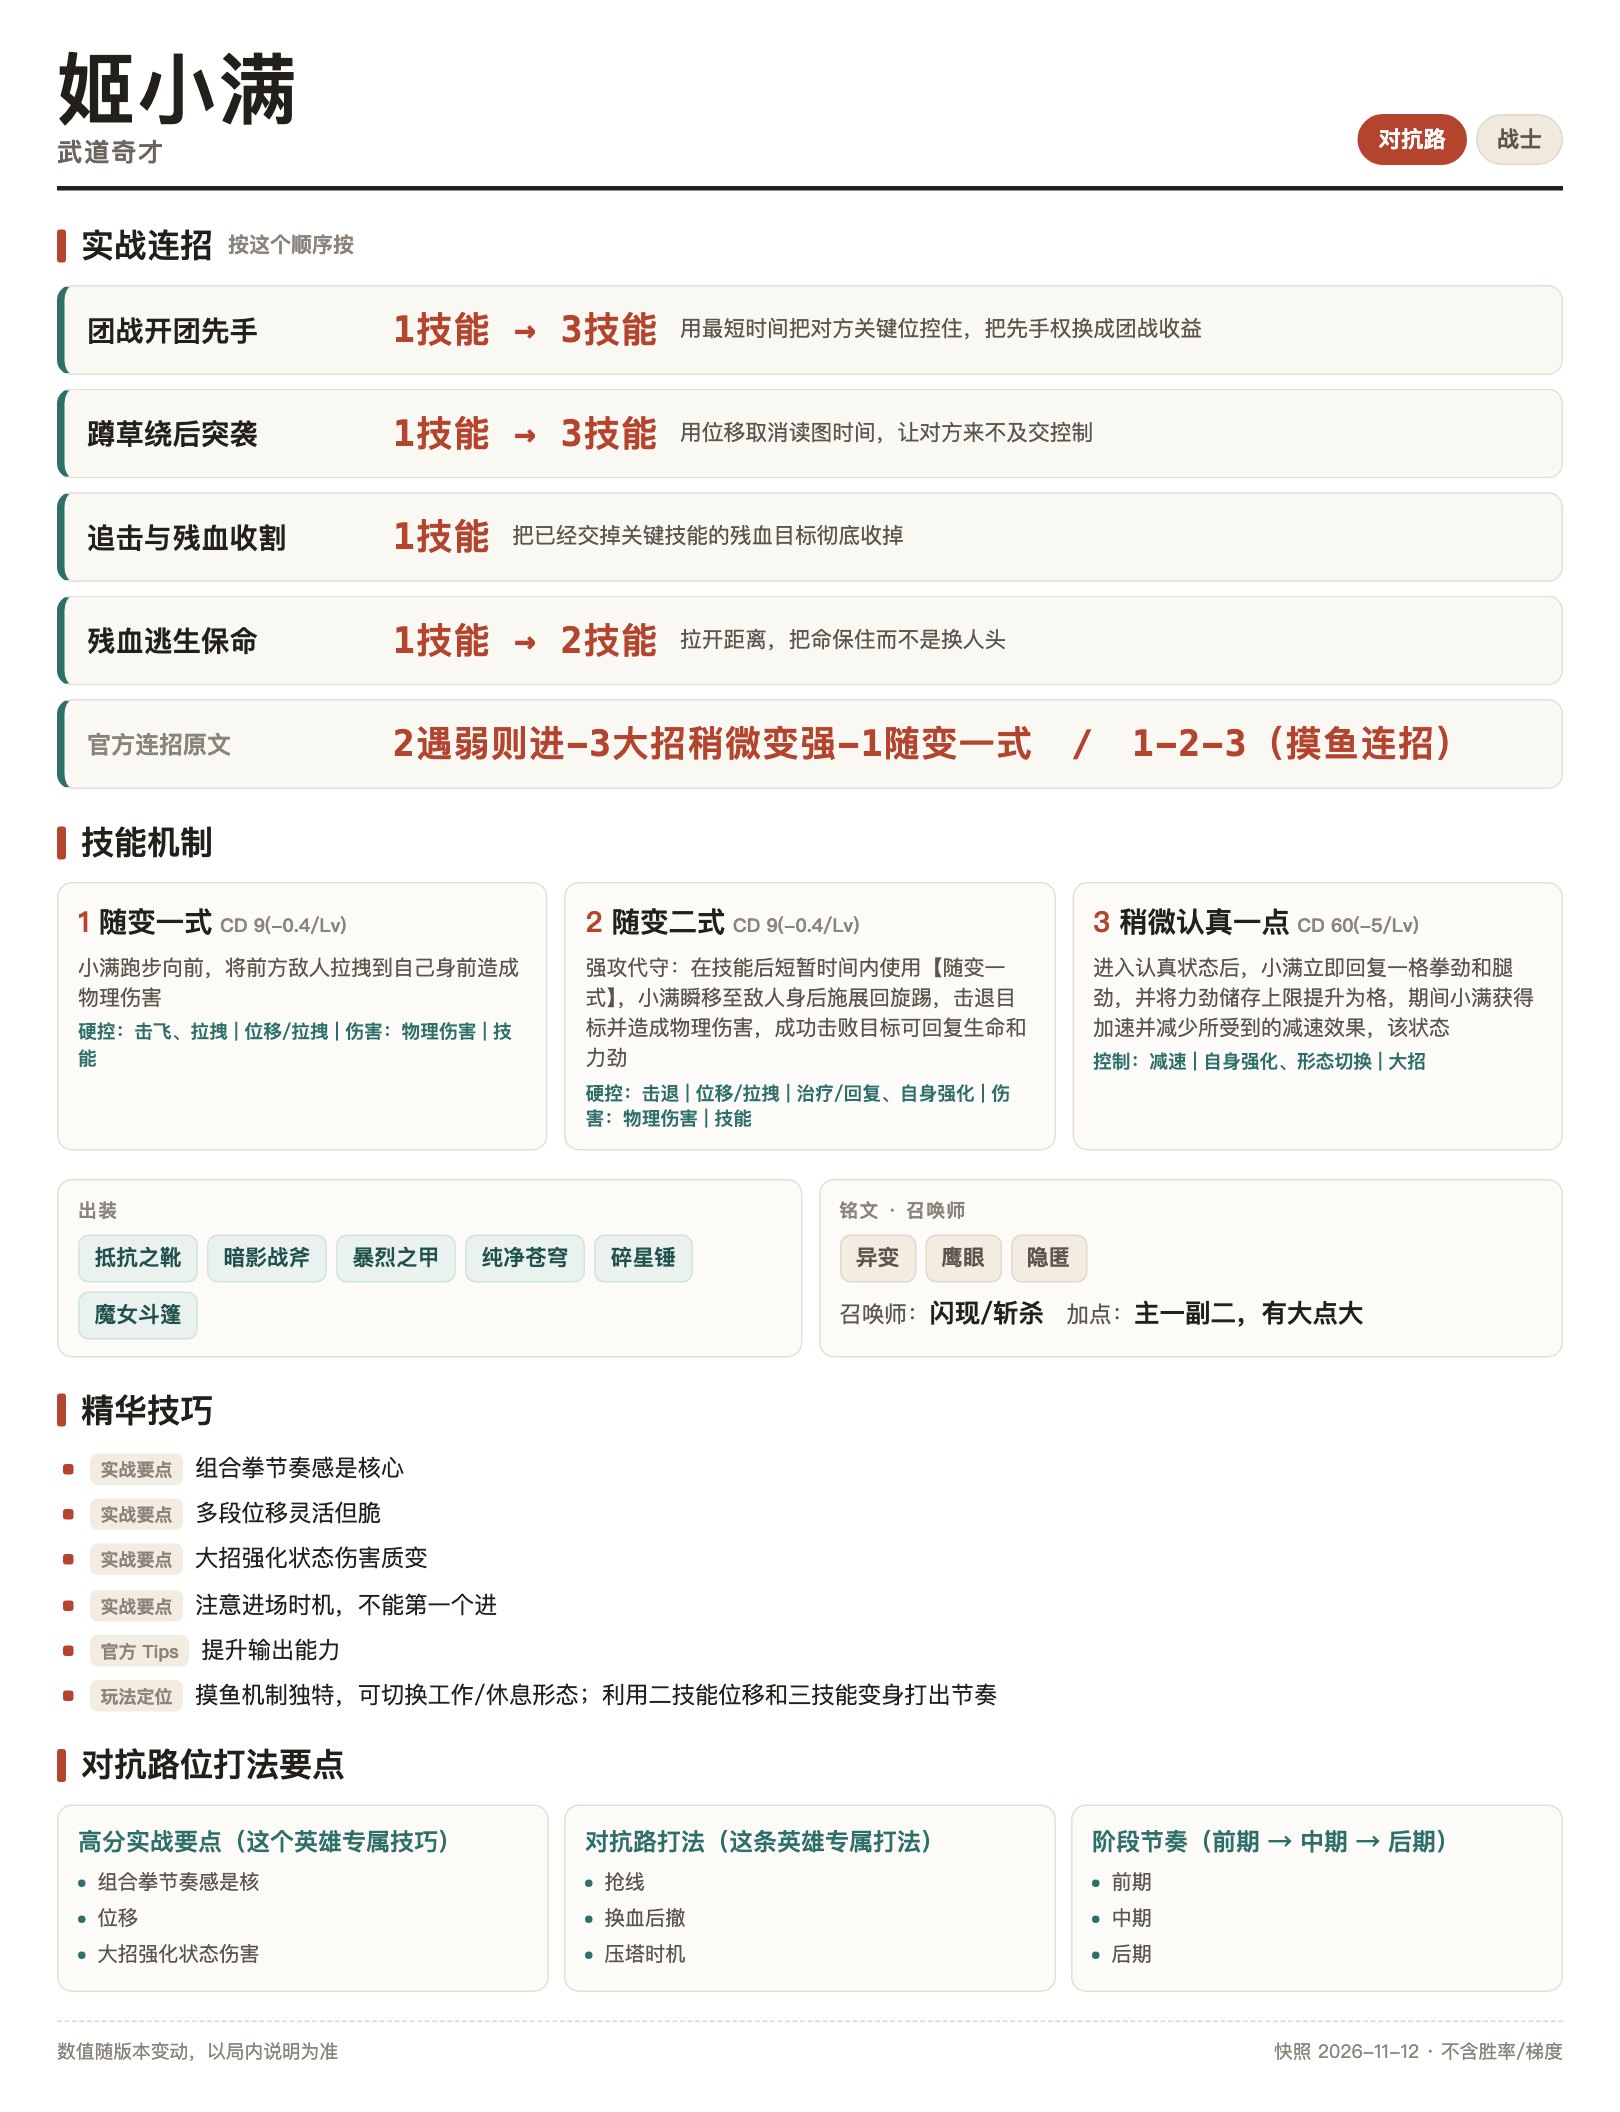 姬小满
武道奇才
对抗路 战士
实战连招 按这个顺序按
团战开团先手 1技能 → 3技能 用最短时间把对方关键位控住，把先手权换成团战收益
蹲草绕后突袭 1技能 → 3技能 用位移取消读图时间，让对方来不及交控制
追击与残血收割 1技能 把已经交掉关键技能的残血目标彻底收掉
残血逃生保命 1技能 → 2技能 拉开距离，把命保住而不是换人头
官方连招原文 2遇弱则进–3大招稍微变强–1随变一式 / 1–2–3（摸鱼连招）
技能机制
1 随变一式 CD 9(−0.4/Lv)
小满跑步向前，将前方敌人拉拽到自己身前造成
物理伤害
硬控：击飞、拉拽 | 位移/拉拽 | 伤害：物理伤害 | 技
能
2 随变二式 CD 9(−0.4/Lv)
强攻代守：在技能后短暂时间内使用【随变一
式】，小满瞬移至敌人身后施展回旋踢，击退目
标并造成物理伤害，成功击败目标可回复生命和
力劲
硬控：击退 | 位移/拉拽 | 治疗/回复、自身强化 | 伤
害：物理伤害 | 技能
3 稍微认真一点 CD 60(−5/Lv)
进入认真状态后，小满立即回复一格拳劲和腿
劲，并将力劲储存上限提升为格，期间小满获得
加速并减少所受到的减速效果，该状态
控制：减速 | 自身强化、形态切换 | 大招
出装
抵抗之靴 暗影战斧 暴烈之甲 纯净苍穹 碎星锤
魔女斗篷
铭文 · 召唤师
异变 鹰眼 隐匿
召唤师：闪现/斩杀 加点：主一副二，有大点大
精华技巧
实战要点 组合拳节奏感是核心
实战要点 多段位移灵活但脆
实战要点 大招强化状态伤害质变
实战要点 注意进场时机，不能第一个进
官方 Tips 提升输出能力
玩法定位 摸鱼机制独特，可切换工作/休息形态；利用二技能位移和三技能变身打出节奏
对抗路位打法要点
高分实战要点（这个英雄专属技巧）
组合拳节奏感是核
位移
大招强化状态伤害
对抗路打法（这条英雄专属打法）
抢线
换血后撤
压塔时机
阶段节奏（前期 → 中期 → 后期）
前期
中期
后期
数值随版本变动，以局内说明为准
快照 2026–11–12 · 不含胜率/梯度